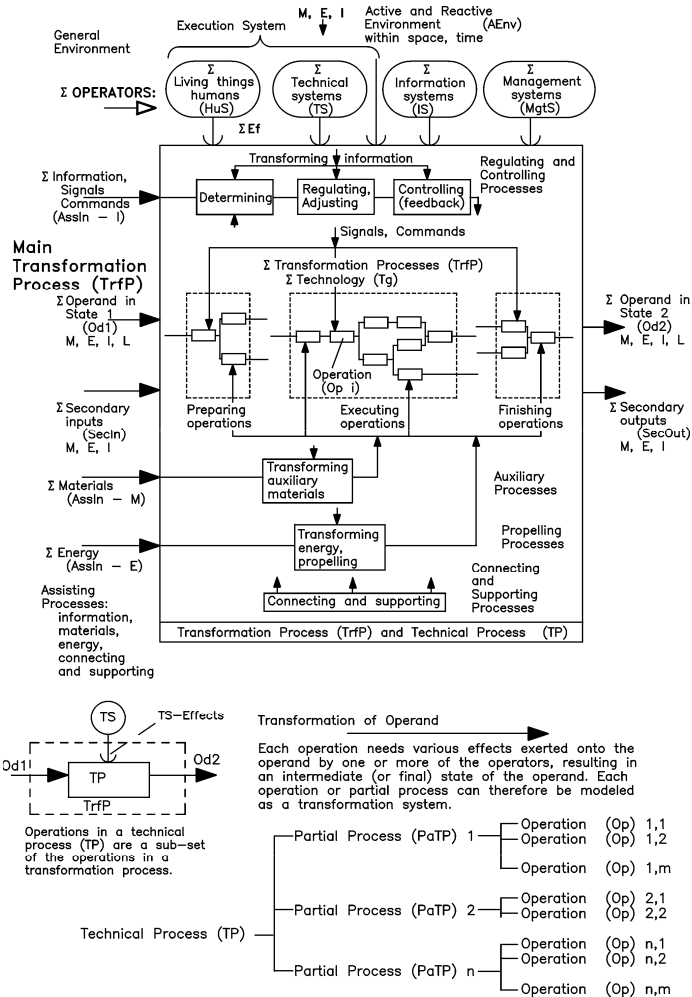 General
Environment
Execution System
M, E, I
Active and Reactive
Environment (AEnv)
within space, time
Σ OPERATORS:
Σ
Living things
humans
(HuS)
Σ
Technical
systems
(TS)
Σ
Information
systems
(IS)
Σ
Management
systems
(MgtS)
ΣEf
Transforming information
Regulating and
Controlling
Processes
Σ Information,
Signals
Commands
(AssIn – I)
Determining
Regulating,
Adjusting
Controlling
(feedback)
Signals, Commands
Main
Transformation
Process (TrfP)
Σ Transformation Processes (TrfP)
Σ Technology (Tg)
Σ Operand in
State 1
(Od1)
M, E, I, L
Σ Operand in
State 2
(Od2)
M, E, I, L
Operation
(Op i)
Σ Secondary
inputs
(SecIn)
M, E, I
Preparing
operations
Executing
operations
Finishing
operations
Σ Secondary
outputs
(SecOut)
M, E, I
Σ Materials
(AssIn – M)
Transforming
auxiliary
materials
Auxiliary
Processes
Σ Energy
(AssIn – E)
Transforming
energy,
propelling
Propelling
Processes
Connecting
and
Supporting
Processes
Assisting
Processes:
information,
materials,
energy,
connecting
and supporting
Connecting and supporting
Transformation Process (TrfP) and Technical Process (TP)
TS
TS–Effects
Od1
TP
Od2
TrfP
Operations in a technical
process (TP) are a sub–set
of the operations in a
transformation process.
Transformation of Operand
Each operation needs various effects exerted onto the
operand by one or more of the operators, resulting in
an intermediate (or final) state of the operand. Each
operation or partial process can therefore be modeled
as a transformation system.
Technical Process (TP)
Partial Process (PaTP) 1
Operation (Op) 1,1
Operation (Op) 1,2
Operation (Op) 1,m
Partial Process (PaTP) 2
Operation (Op) 2,1
Operation (Op) 2,2
Partial Process (PaTP) n
Operation (Op) n,1
Operation (Op) n,2
Operation (Op) n,m